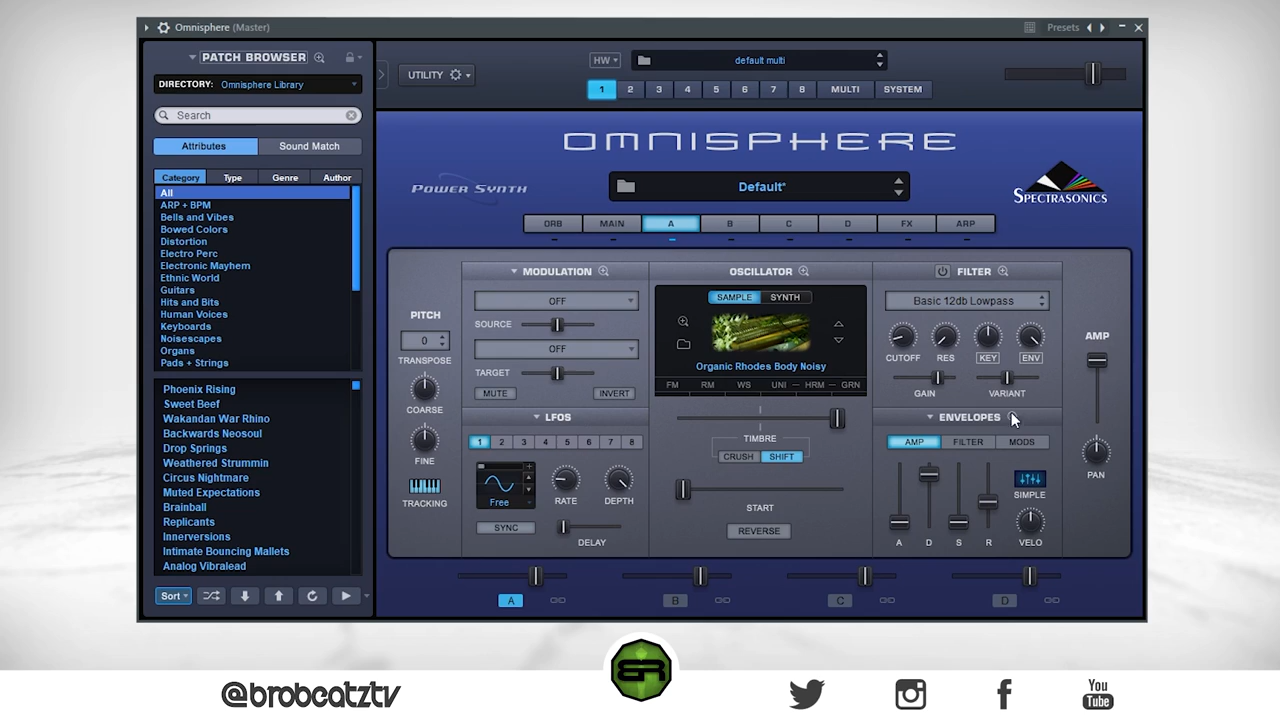 Omnisphere (Master)
Presets
PATCH BROWSER
DIRECTORY: Omnisphere Library
Search
Attributes
Sound Match
Category
Type
Genre
Author
All
ARP + BPM
Bells and Vibes
Bowed Colors
Distortion
Electro Perc
Electronic Mayhem
Ethnic World
Guitars
Hits and Bits
Human Voices
Keyboards
Noisescapes
Organs
Pads + Strings
Phoenix Rising
Sweet Beef
Wakandan War Rhino
Backwards Neosoul
Drop Springs
Weathered Strummin
Circus Nightmare
Muted Expectations
Brainball
Replicants
Innerversions
Intimate Bouncing Mallets
Analog Vibralead
Sort
UTILITY
HW
default multi
1 2 3 4 5 6 7 8 MULTI SYSTEM
OMNISPHERE
POWER SYNTH
Default*
SPECTRASONICS
ORB MAIN A B C D FX ARP
PITCH
0
TRANSPOSE
COARSE
FINE
TRACKING
MODULATION
OFF
SOURCE
OFF
TARGET
MUTE
INVERT
LFOS
1 2 3 4 5 6 7 8
Free
RATE
DEPTH
SYNC
DELAY
OSCILLATOR
SAMPLE SYNTH
Organic Rhodes Body Noisy
FM RM WS UNI HRM GRN
TIMBRE
CRUSH SHIFT
START
REVERSE
FILTER
Basic 12db Lowpass
CUTOFF RES KEY ENV
GAIN VARIANT
ENVELOPES
AMP FILTER MODS
SIMPLE
A D S R VELO
AMP
PAN
A B C D
@brobeatztv
BR
You
Tube